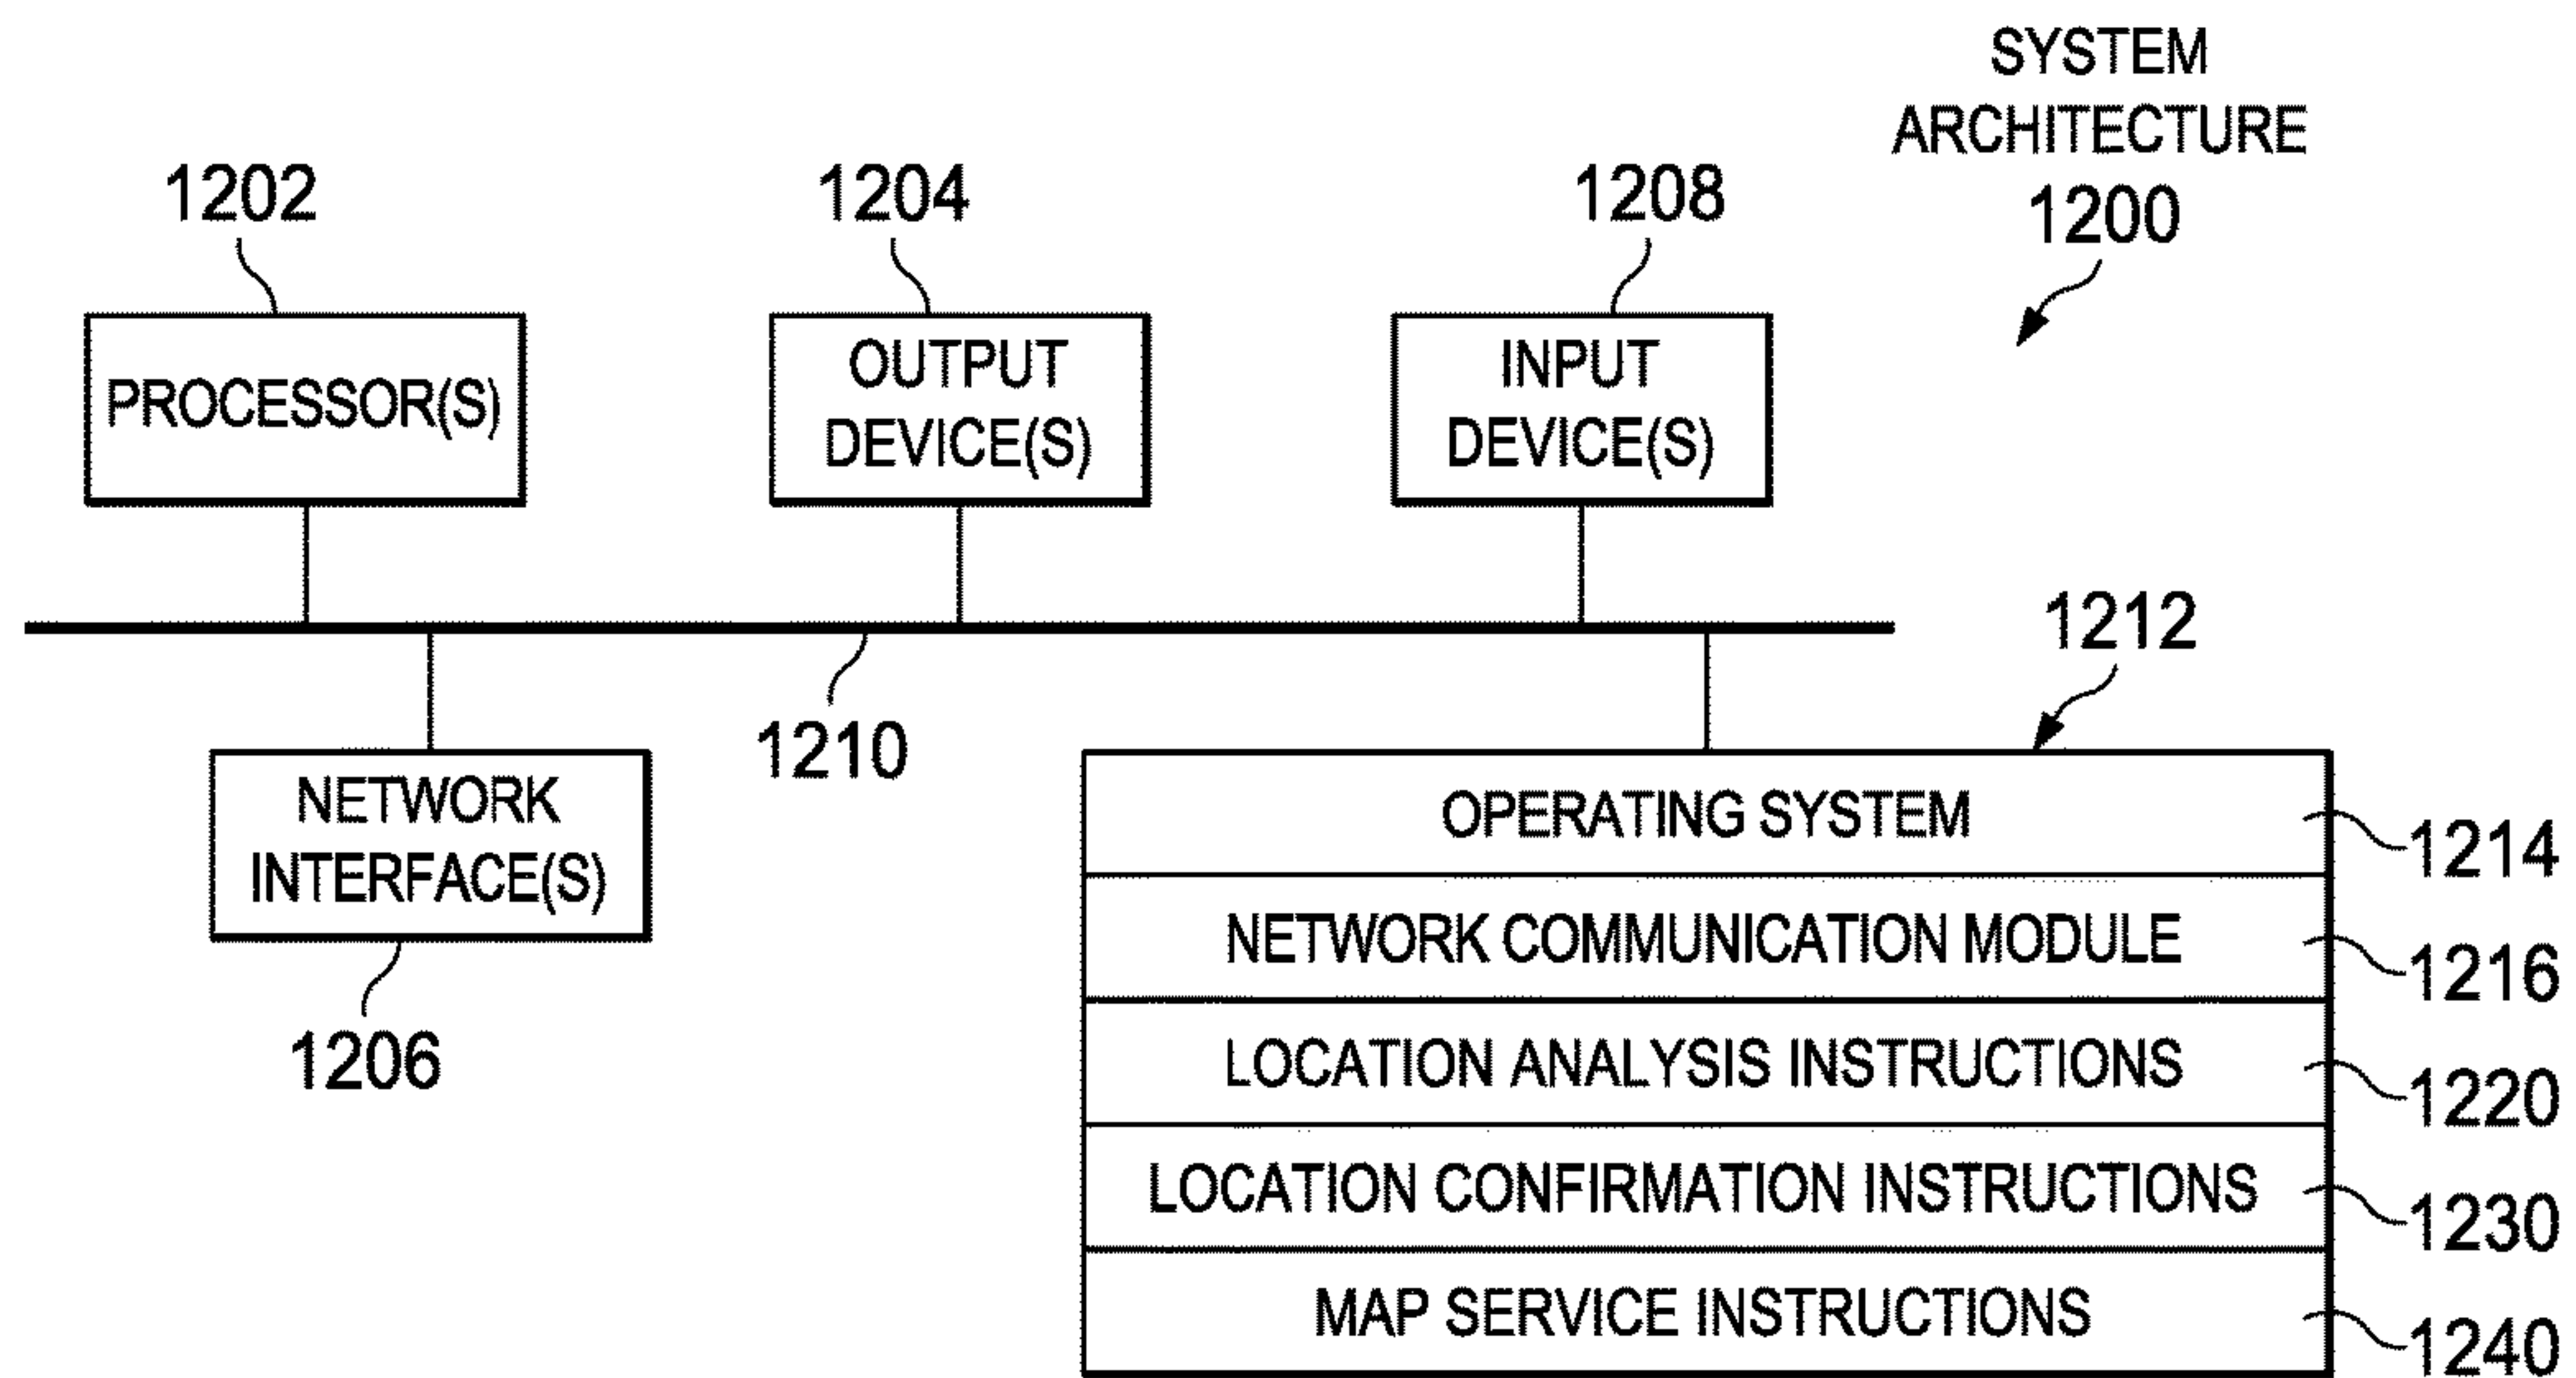 SYSTEM
ARCHITECTURE
1200
1202
1204
1208
PROCESSOR(S)
OUTPUT
DEVICE(S)
INPUT
DEVICE(S)
1210
1212
NETWORK
INTERFACE(S)
1206
OPERATING SYSTEM
1214
NETWORK COMMUNICATION MODULE
1216
LOCATION ANALYSIS INSTRUCTIONS
1220
LOCATION CONFIRMATION INSTRUCTIONS
1230
MAP SERVICE INSTRUCTIONS
1240